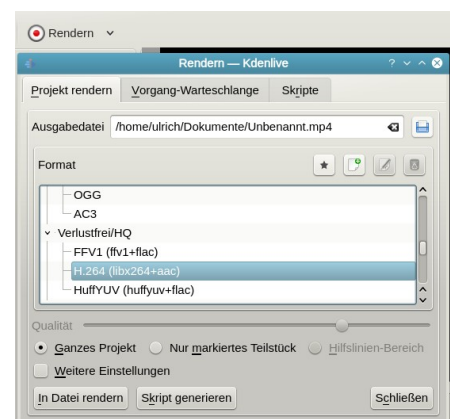 Rendern
Rendern — Kdenlive
Projekt rendern Vorgang-Warteschlange Skripte
Ausgabedatei /home/ulrich/Dokumente/Unbenannt.mp4
Format
OGG
AC3
Verlustfrei/HQ
FFV1 (ffv1+flac)
H.264 (libx264+aac)
HuffYUV (huffyuv+flac)
Qualität
Ganzes Projekt Nur markiertes Teilstück Hilfslinien-Bereich
Weitere Einstellungen
In Datei rendern Skript generieren Schließen